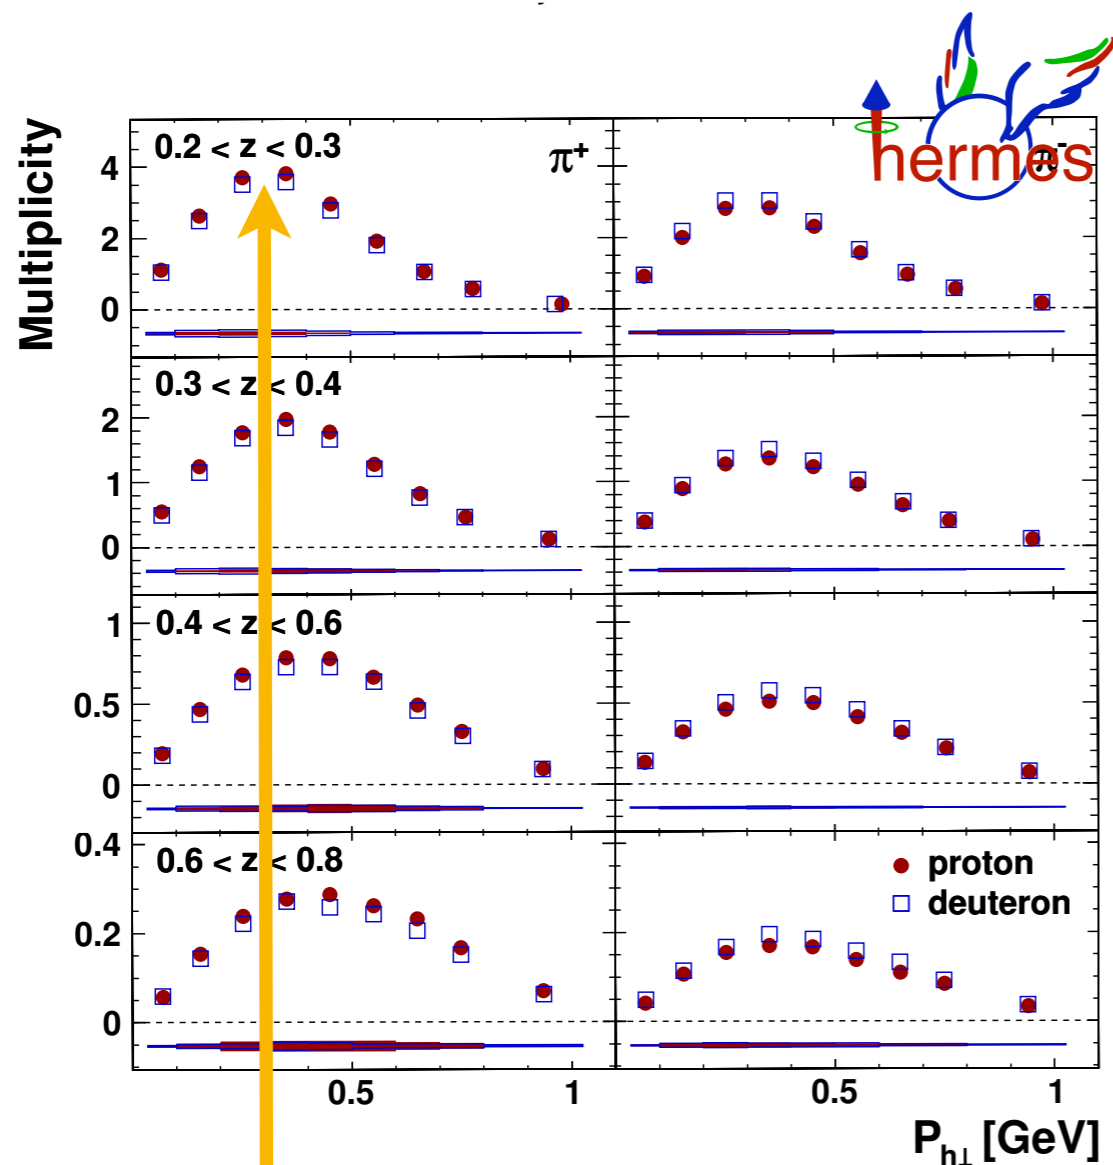 Multiplicity
0.2 < z < 0.3
π⁺
π⁻
hermes
4
2
0
0.3 < z < 0.4
2
1
0
0.4 < z < 0.6
1
0.5
0
0.6 < z < 0.8
proton
deuteron
0.4
0.2
0
0.5
1
0.5
1
P_h⊥ [GeV]